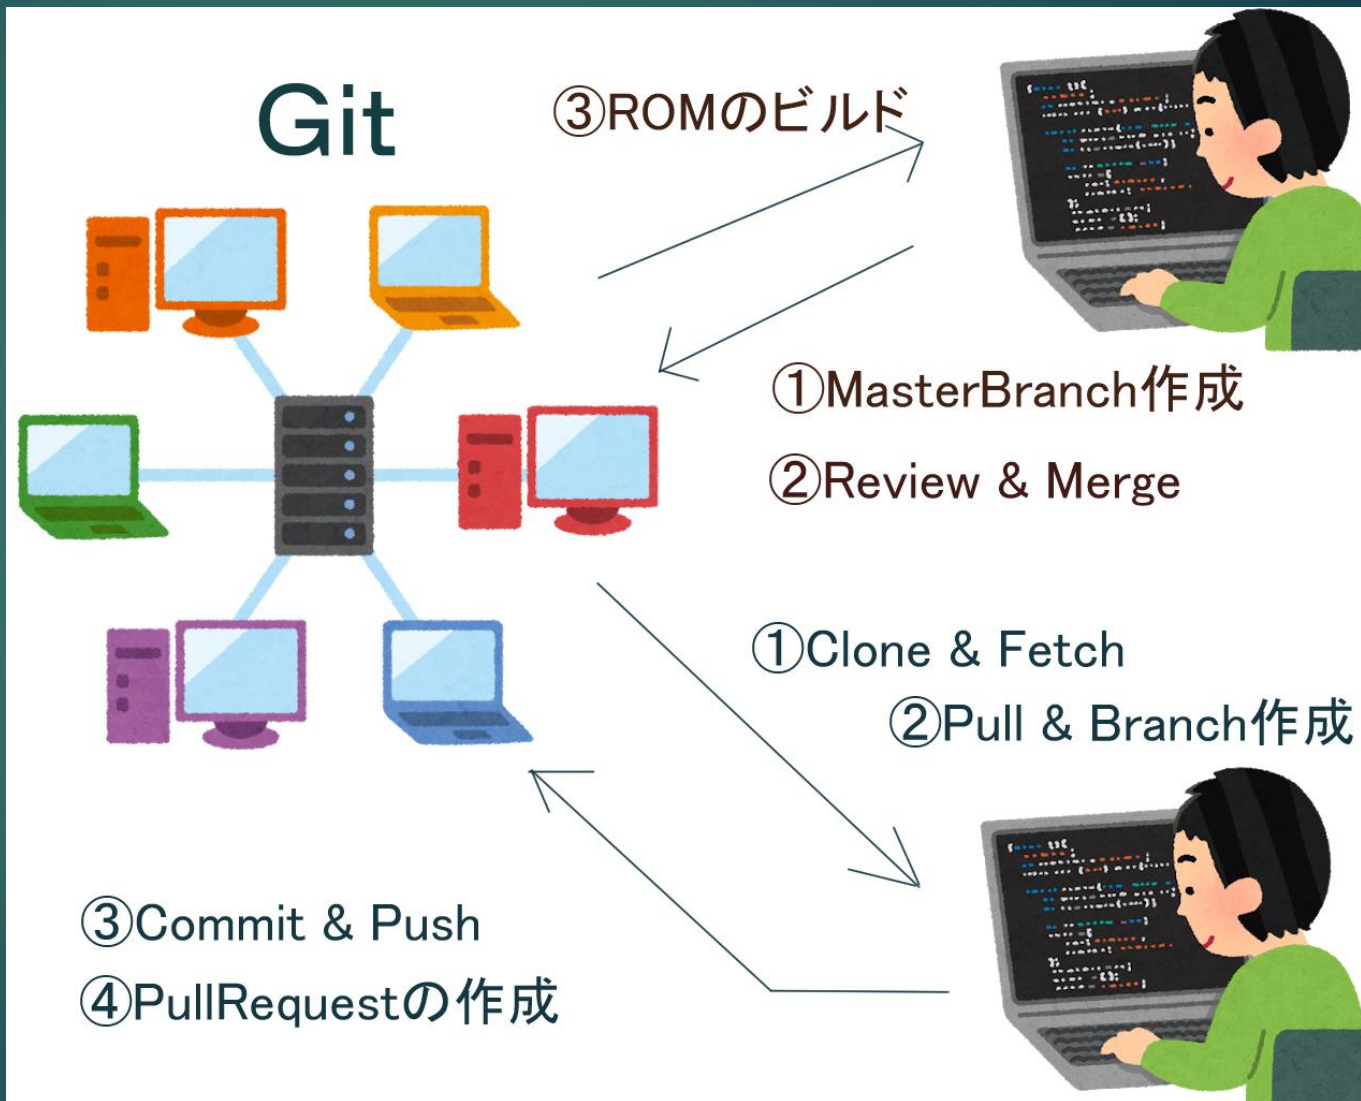 Git
③ROMのビルド
①MasterBranch作成
②Review & Merge
①Clone & Fetch
②Pull & Branch作成
③Commit & Push
④PullRequestの作成